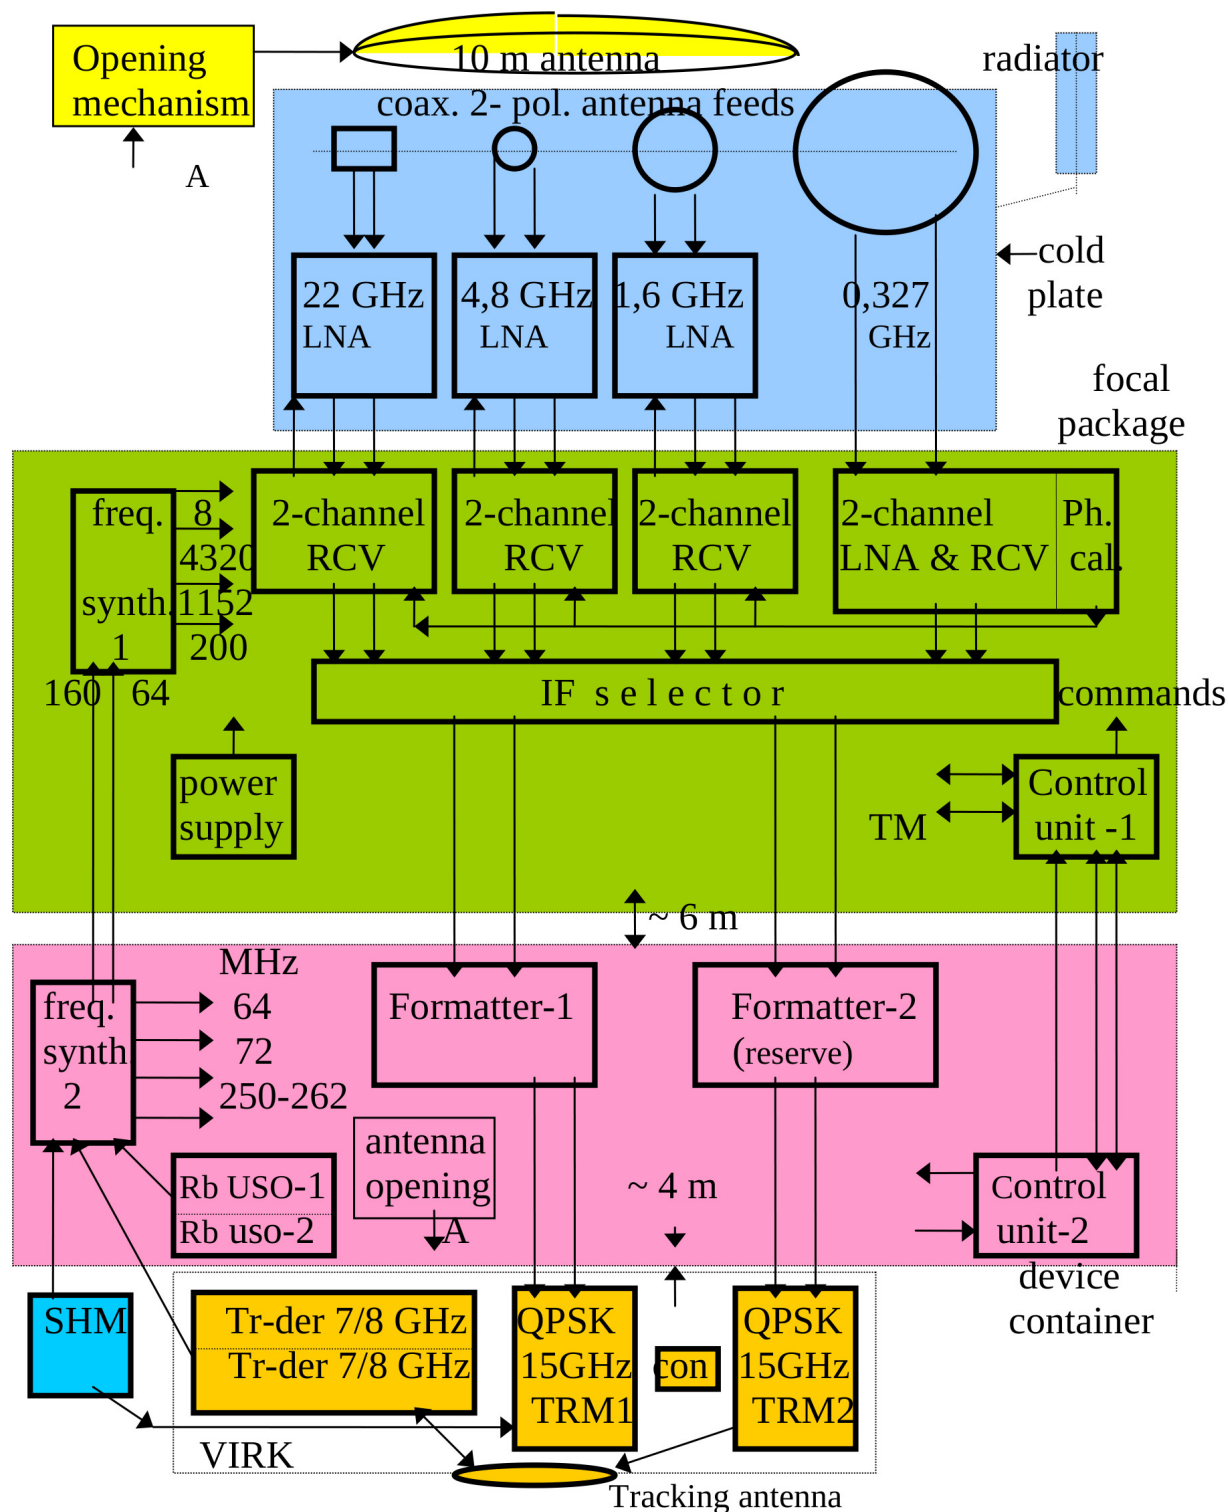 Opening
mechanism
10 m antenna
radiator
coax. 2- pol. antenna feeds
A
cold
plate
22 GHz
LNA
4,8 GHz
LNA
1,6 GHz
LNA
0,327
GHz
focal
package
freq.
synth.
1
8
4320
1152
200
160 64
2-channel
RCV
2-channel
RCV
2-channel
RCV
2-channel
LNA & RCV
Ph.
cal.
IF s e l e c t o r
commands
power
supply
TM
Control
unit -1
~ 6 m
MHz
64
72
250-262
freq.
synth
2
Formatter-1
Formatter-2
(reserve)
Rb USO-1
Rb uso-2
antenna
opening
A
~ 4 m
Control
unit-2
device
container
SHM
Tr-der 7/8 GHz
Tr-der 7/8 GHz
QPSK
15GHz
TRM1
con
QPSK
15GHz
TRM2
VIRK
Tracking antenna